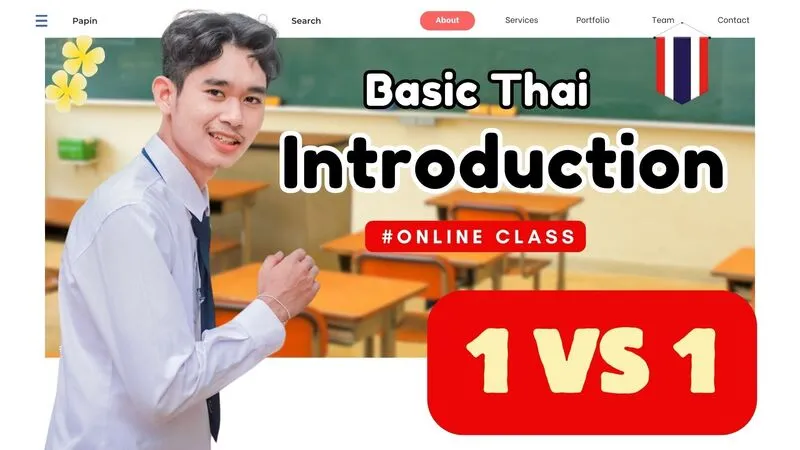 Papin Search About Services Portfolio Team Contact
Basic Thai
Introduction
#ONLINE CLASS
1 VS 1